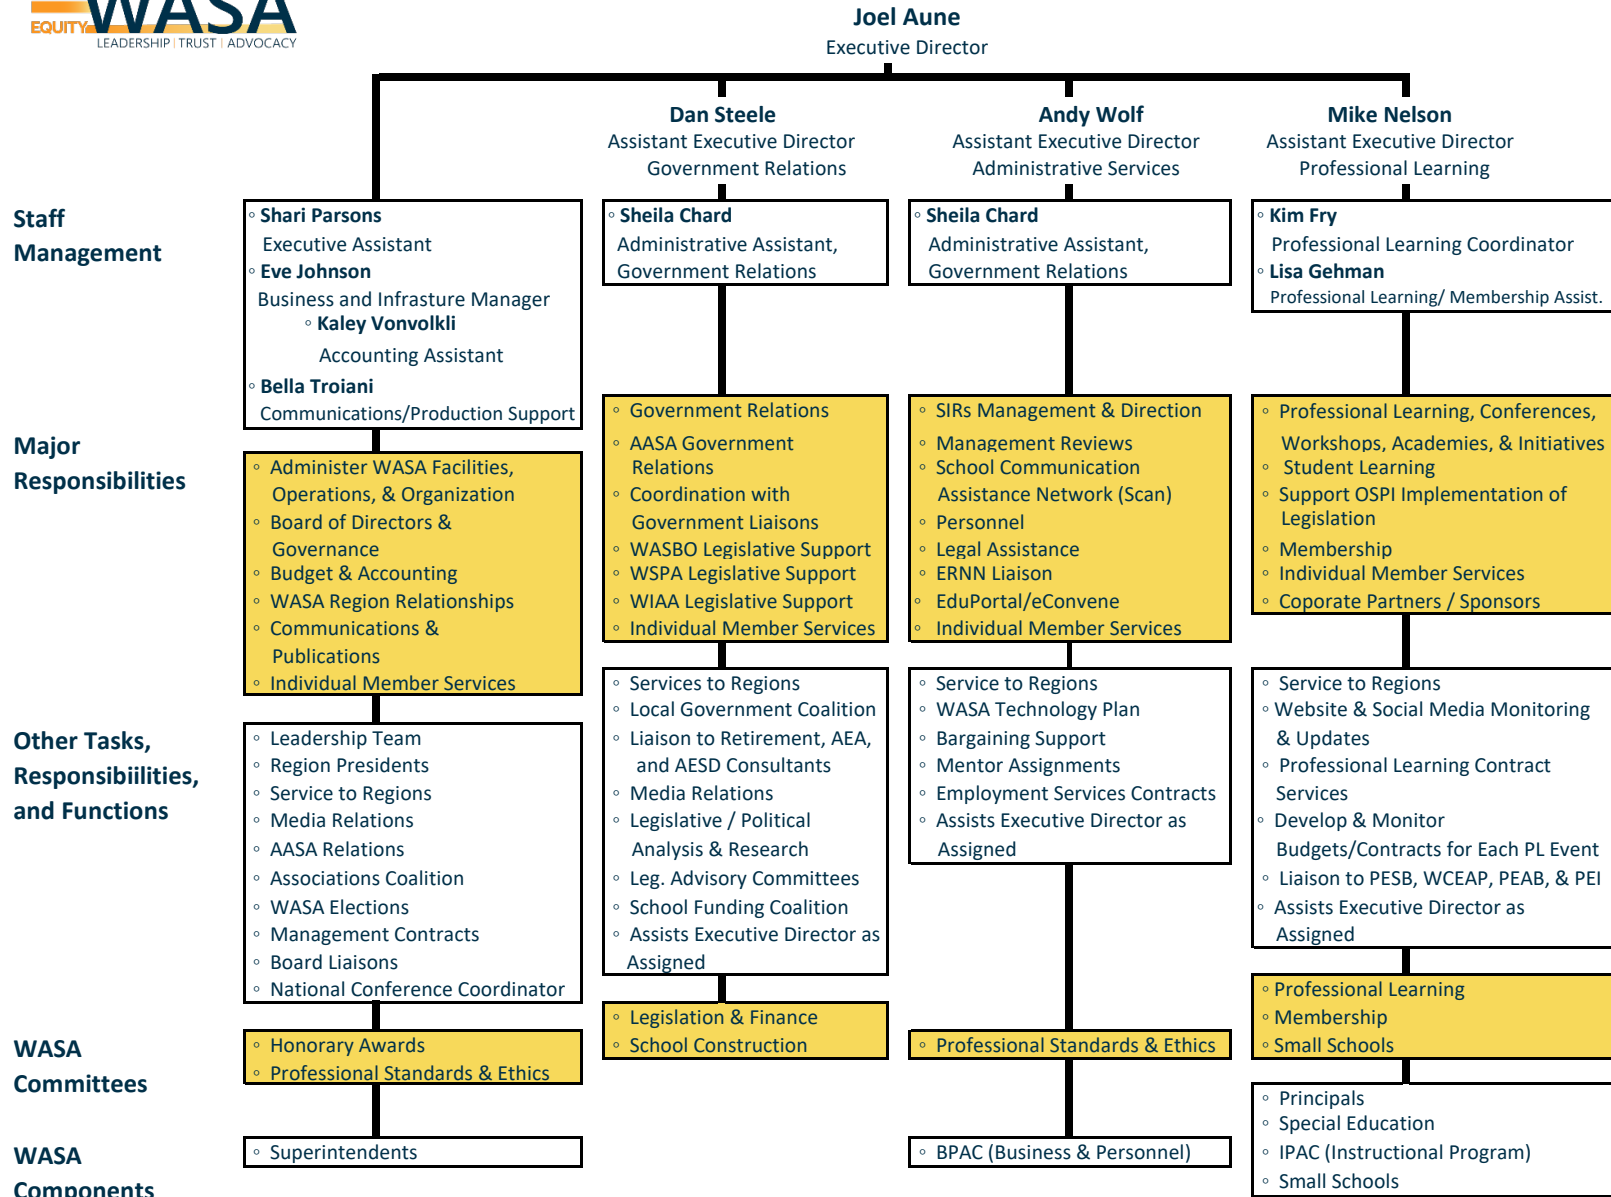 EQUITY WASA
LEADERSHIP | TRUST | ADVOCACY
Joel Aune
Executive Director
Dan Steele
Assistant Executive Director
Government Relations
Andy Wolf
Assistant Executive Director
Administrative Services
Mike Nelson
Assistant Executive Director
Professional Learning
Staff
Management
◦ Shari Parsons
Executive Assistant
◦ Eve Johnson
Business and Infrasture Manager
◦ Kaley Vonvolkli
Accounting Assistant
◦ Bella Troiani
Communications/Production Support
◦ Sheila Chard
Administrative Assistant,
Government Relations
◦ Sheila Chard
Administrative Assistant,
Government Relations
◦ Kim Fry
Professional Learning Coordinator
◦ Lisa Gehman
Professional Learning/ Membership Assist.
Major
Responsibilities
◦ Administer WASA Facilities,
Operations, & Organization
◦ Board of Directors &
Governance
◦ Budget & Accounting
◦ WASA Region Relationships
◦ Communications &
Publications
◦ Individual Member Services
◦ Government Relations
◦ AASA Government
Relations
◦ Coordination with
Government Liaisons
◦ WASBO Legislative Support
◦ WSPA Legislative Support
◦ WIAA Legislative Support
◦ Individual Member Services
◦ SIRs Management & Direction
◦ Management Reviews
◦ School Communication
Assistance Network (Scan)
◦ Personnel
◦ Legal Assistance
◦ ERNN Liaison
◦ EduPortal/eConvene
◦ Individual Member Services
◦ Professional Learning, Conferences,
Workshops, Academies, & Initiatives
◦ Student Learning
◦ Support OSPI Implementation of
Legislation
◦ Membership
◦ Individual Member Services
◦ Coporate Partners / Sponsors
Other Tasks,
Responsibiilities,
and Functions
◦ Leadership Team
◦ Region Presidents
◦ Service to Regions
◦ Media Relations
◦ AASA Relations
◦ Associations Coalition
◦ WASA Elections
◦ Management Contracts
◦ Board Liaisons
◦ National Conference Coordinator
◦ Services to Regions
◦ Local Government Coalition
◦ Liaison to Retirement, AEA,
and AESD Consultants
◦ Media Relations
◦ Legislative / Political
Analysis & Research
◦ Leg. Advisory Committees
◦ School Funding Coalition
◦ Assists Executive Director as
Assigned
◦ Service to Regions
◦ WASA Technology Plan
◦ Bargaining Support
◦ Mentor Assignments
◦ Employment Services Contracts
◦ Assists Executive Director as
Assigned
◦ Service to Regions
◦ Website & Social Media Monitoring
& Updates
◦ Professional Learning Contract
Services
◦ Develop & Monitor
Budgets/Contracts for Each PL Event
◦ Liaison to PESB, WCEAP, PEAB, & PEI
◦ Assists Executive Director as
Assigned
WASA
Committees
◦ Honorary Awards
◦ Professional Standards & Ethics
◦ Legislation & Finance
◦ School Construction
◦ Professional Standards & Ethics
◦ Professional Learning
◦ Membership
◦ Small Schools
WASA
Components
◦ Superintendents
◦ BPAC (Business & Personnel)
◦ Principals
◦ Special Education
◦ IPAC (Instructional Program)
◦ Small Schools